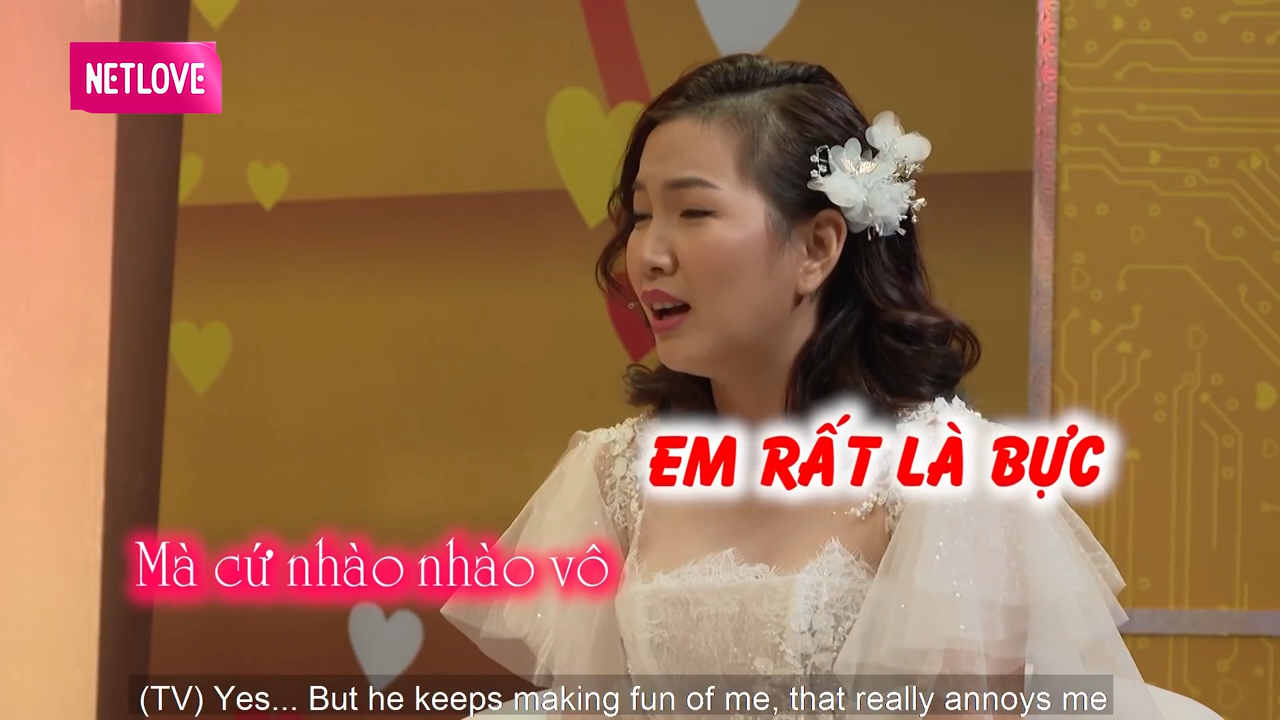 NETLOVE
EM RẤT LÀ BỰC
Mà cứ nhào nhào vô
(TV) Yes... But he keeps making fun of me, that really annoys me